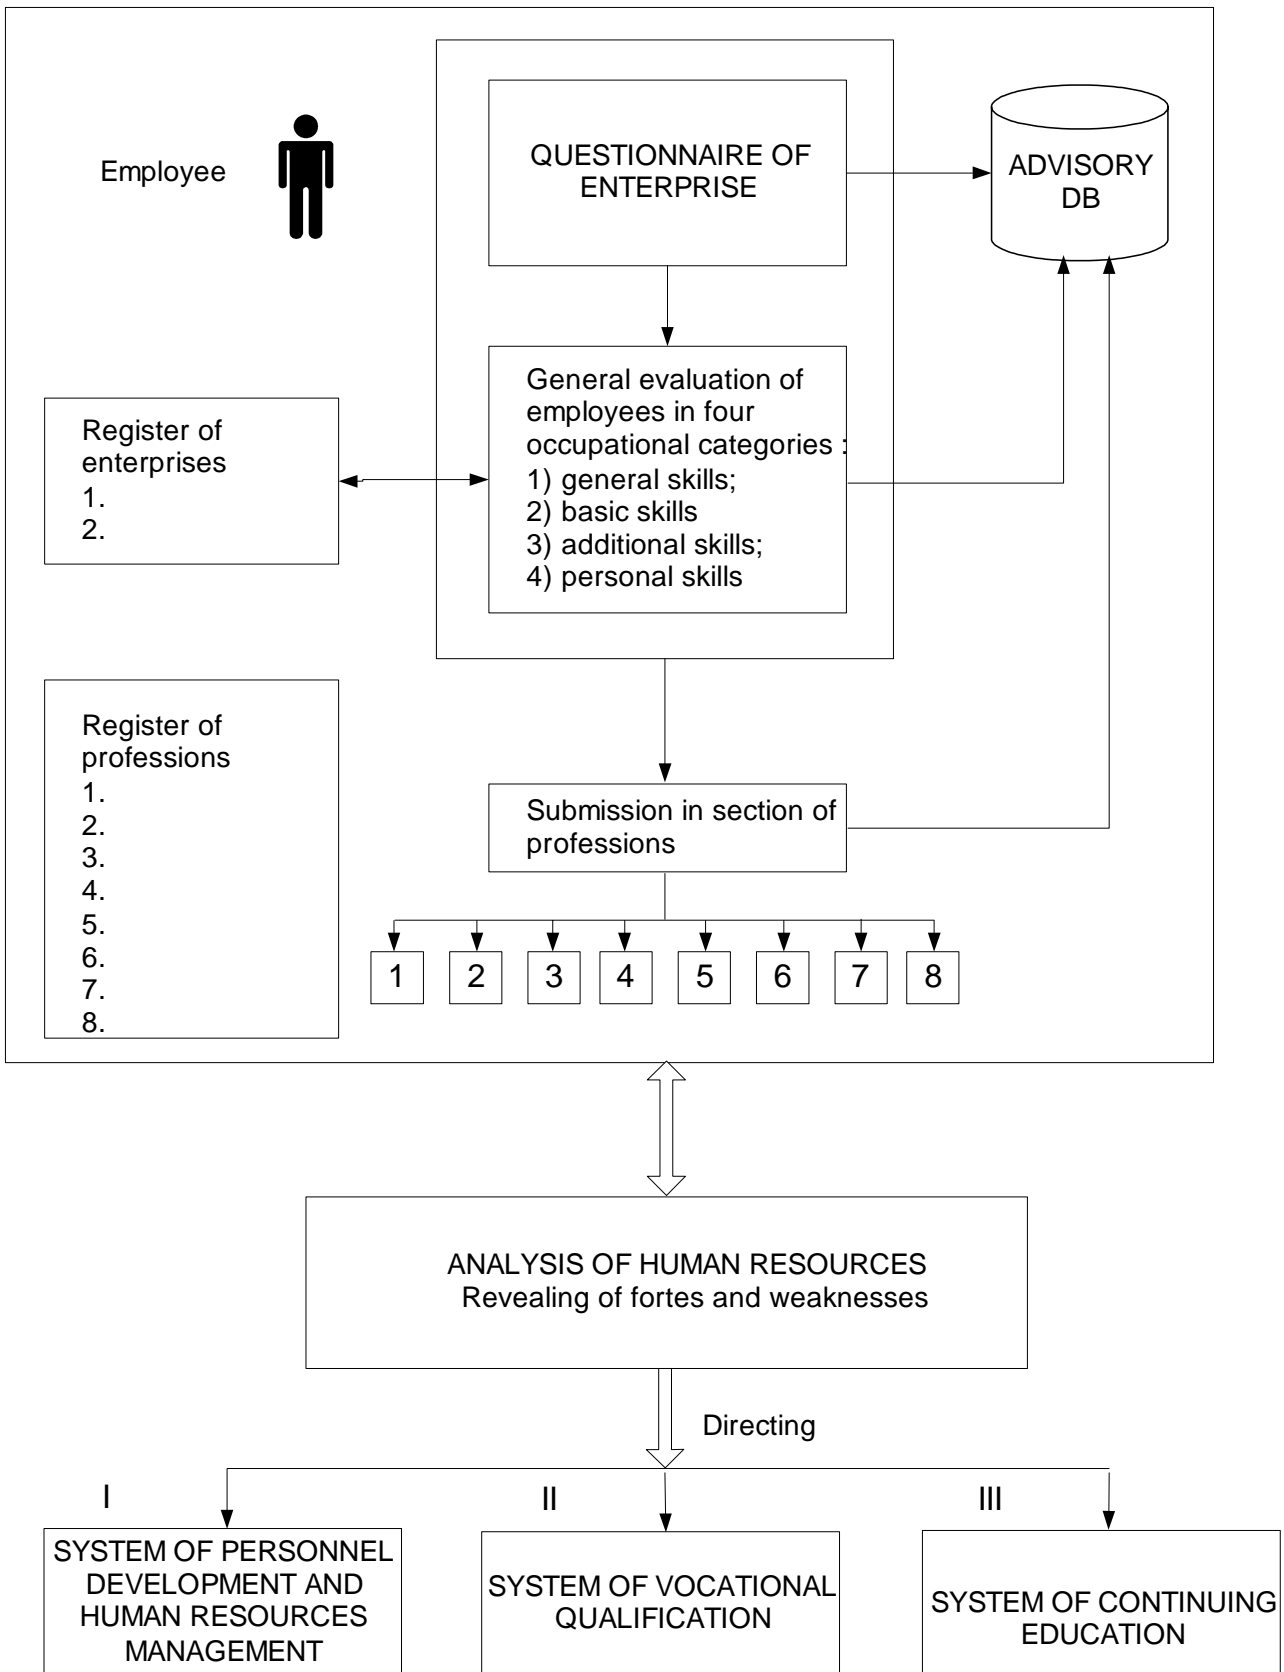 Employee
QUESTIONNAIRE OF
ENTERPRISE
ADVISORY
DB
General evaluation of
employees in four
occupational categories :
1) general skills;
2) basic skills
3) additional skills;
4) personal skills
Register of
enterprises
1.
2.
Register of
professions
1.
2.
3.
4.
5.
6.
7.
8.
Submission in section of
professions
1 2 3 4 5 6 7 8
ANALYSIS OF HUMAN RESOURCES
Revealing of fortes and weaknesses
Directing
I
SYSTEM OF PERSONNEL
DEVELOPMENT AND
HUMAN RESOURCES
MANAGEMENT
II
SYSTEM OF VOCATIONAL
QUALIFICATION
III
SYSTEM OF CONTINUING
EDUCATION